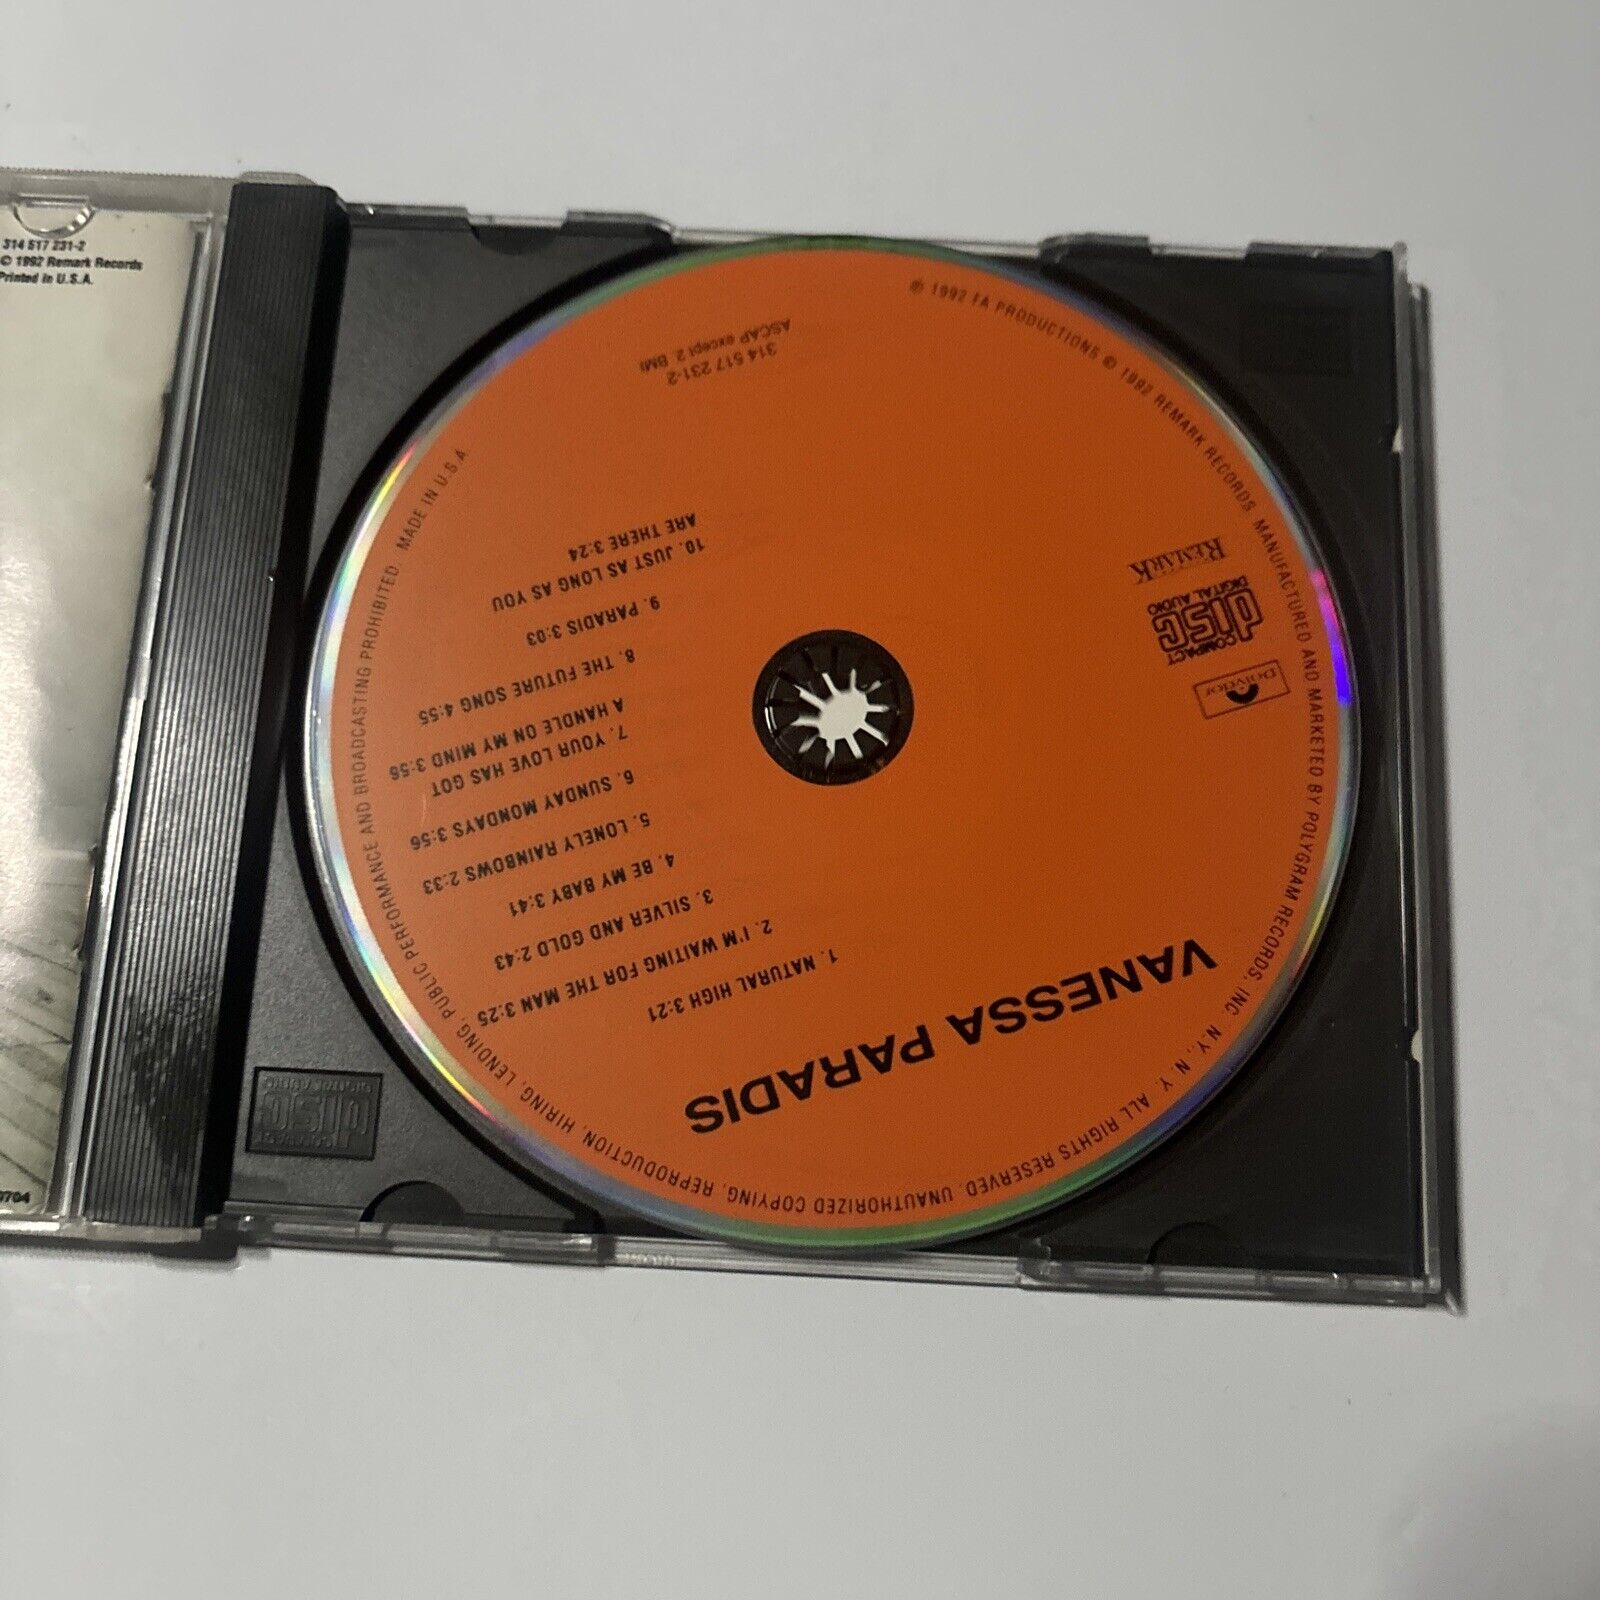 314 517 231-2
© 1992 Remark Records
Printed in U.S.A.
VANESSA PARADIS
1. NATURAL HIGH 3:21
2. I'M WAITING FOR THE MAN 3:25
3. SILVER AND GOLD 2:43
4. BE MY BABY 3:41
5. LONELY RAINBOWS 2:33
6. SUNDAY MONDAYS 3:56
7. YOUR LOVE HAS GOT
A HANDLE ON MY MIND 3:56
8. THE FUTURE SONG 4:55
9. PARADIS 3:03
10. JUST AS LONG AS YOU
ARE THERE 3:24
314 517 231-2
ASCAP except 2 BMI
Polydor
COMPACT
disc
DIGITAL AUDIO
REMARK
℗ 1992 FA PRODUCTIONS © 1992 REMARK RECORDS MANUFACTURED AND MARKETED BY POLYGRAM RECORDS, INC. N.Y., N.Y. ALL RIGHTS RESERVED. UNAUTHORIZED COPYING, REPRODUCTION, HIRING, LENDING, PUBLIC PERFORMANCE AND BROADCASTING PROHIBITED. MADE IN U.S.A.
COMPACT
disc
DIGITAL AUDIO